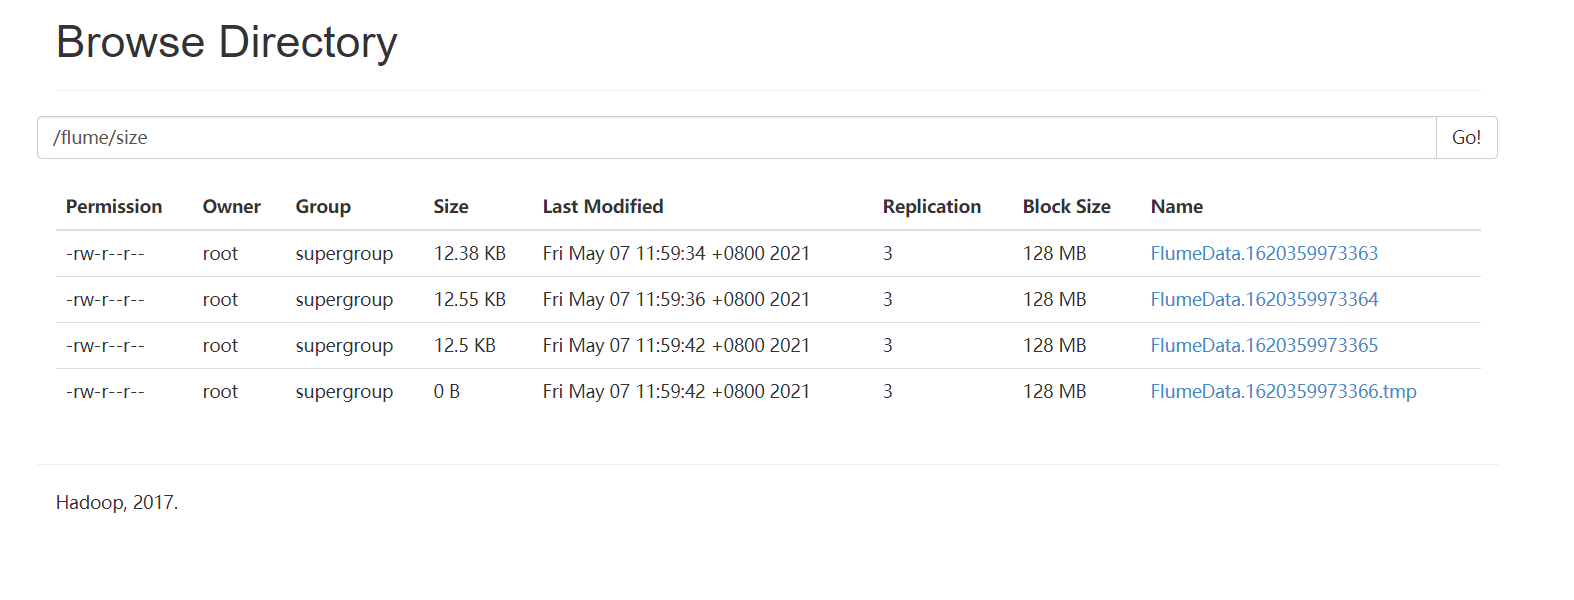 Browse Directory
/flume/size Go!
Permission Owner Group Size Last Modified Replication Block Size Name
-rw-r--r-- root supergroup 12.38 KB Fri May 07 11:59:34 +0800 2021 3 128 MB FlumeData.1620359973363
-rw-r--r-- root supergroup 12.55 KB Fri May 07 11:59:36 +0800 2021 3 128 MB FlumeData.1620359973364
-rw-r--r-- root supergroup 12.5 KB Fri May 07 11:59:42 +0800 2021 3 128 MB FlumeData.1620359973365
-rw-r--r-- root supergroup 0 B Fri May 07 11:59:42 +0800 2021 3 128 MB FlumeData.1620359973366.tmp
Hadoop, 2017.